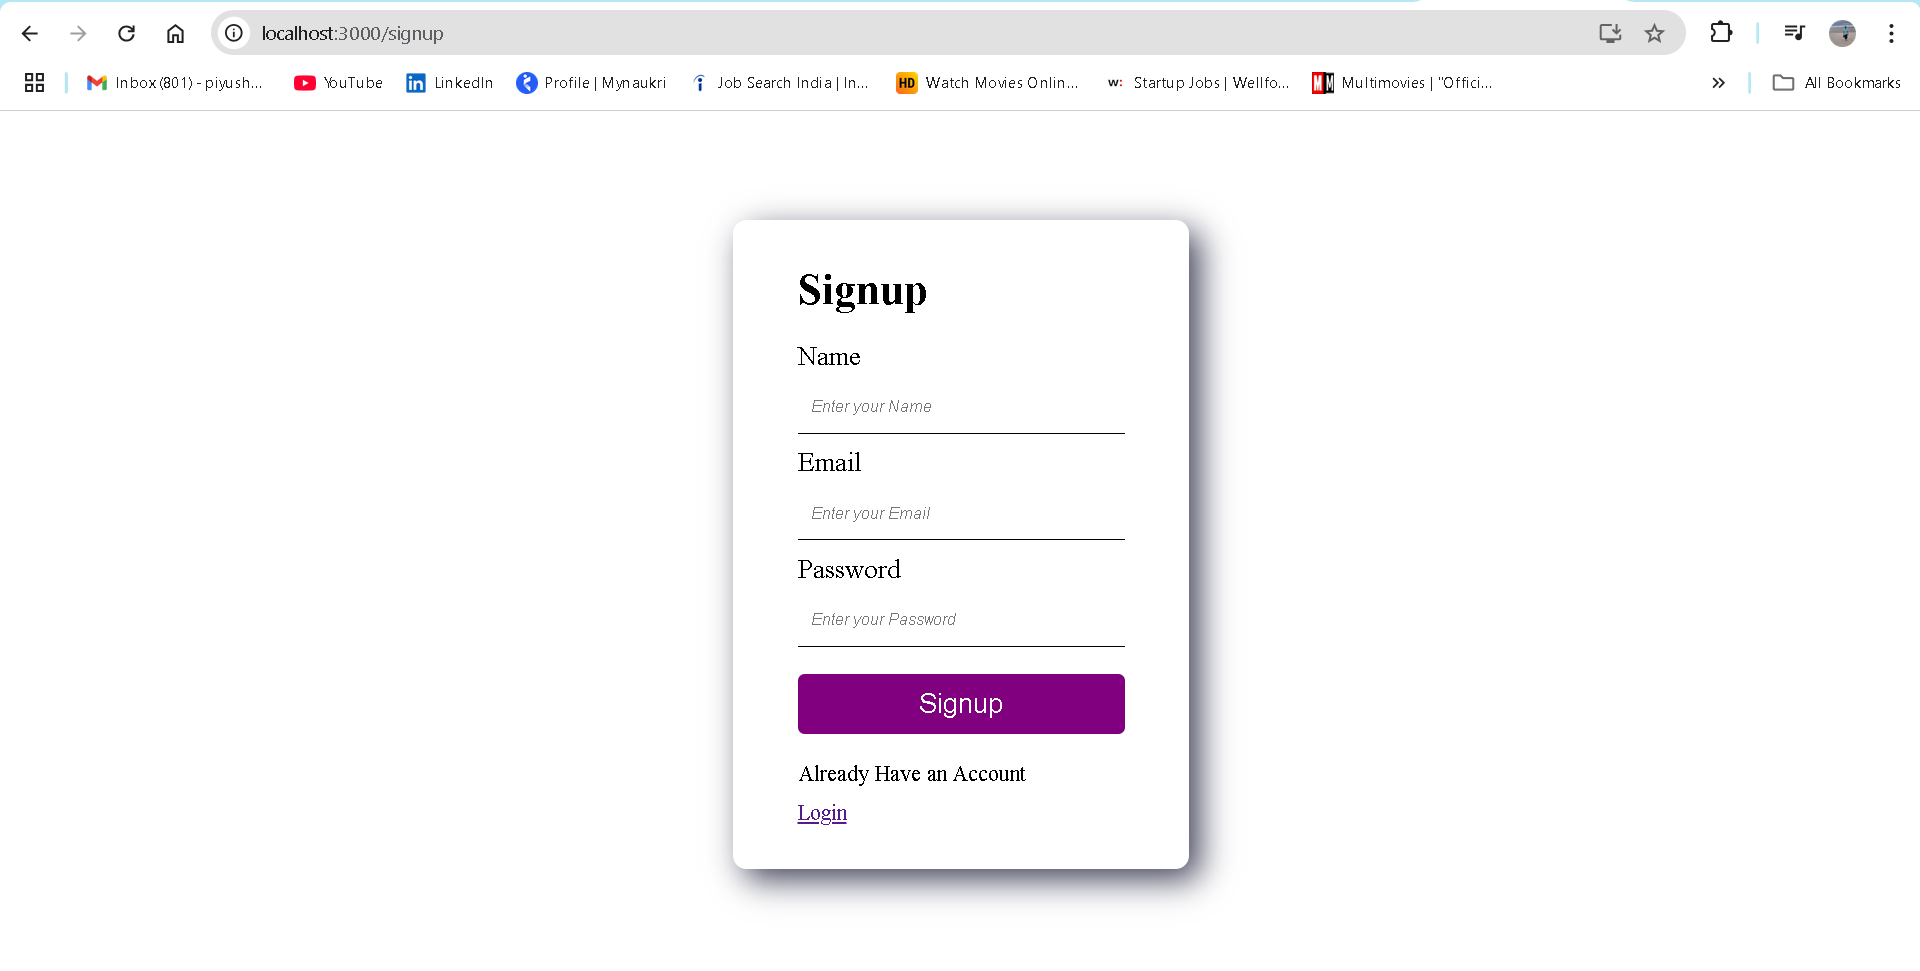 localhost:3000/signup
Inbox (801) - piyush... YouTube LinkedIn Profile | Mynaukri Job Search India | In... HD Watch Movies Onlin... w: Startup Jobs | Wellfo... MM Multimovies | "Offici... All Bookmarks
Signup
Name
Enter your Name
Email
Enter your Email
Password
Enter your Password
Signup
Already Have an Account
Login